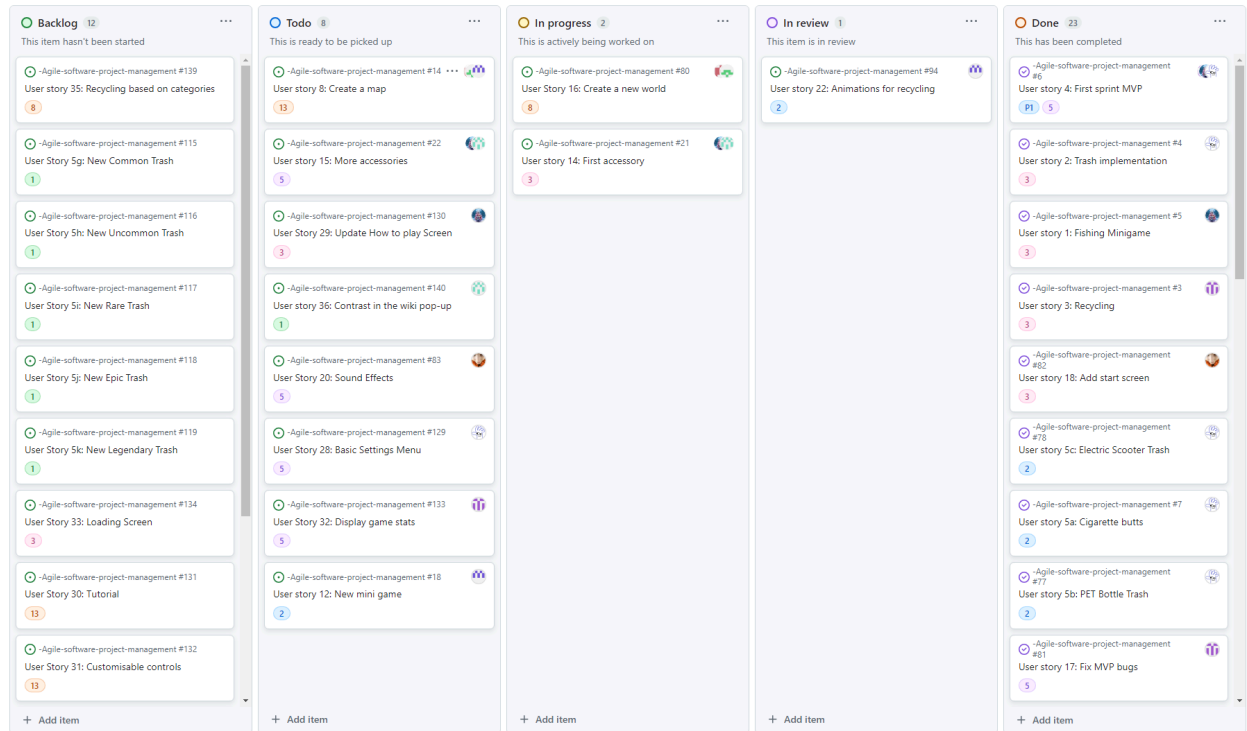 Backlog 12 ...
This item hasn't been started
-Agile-software-project-management #139
User story 35: Recycling based on categories
8
-Agile-software-project-management #115
User Story 5g: New Common Trash
1
-Agile-software-project-management #116
User Story 5h: New Uncommon Trash
1
-Agile-software-project-management #117
User Story 5i: New Rare Trash
1
-Agile-software-project-management #118
User Story 5j: New Epic Trash
1
-Agile-software-project-management #119
User Story 5k: New Legendary Trash
1
-Agile-software-project-management #134
User Story 33: Loading Screen
3
-Agile-software-project-management #131
User Story 30: Tutorial
13
-Agile-software-project-management #132
User Story 31: Customisable controls
13
+ Add item
Todo 8 ...
This is ready to be picked up
-Agile-software-project-management #14 ...
User story 8: Create a map
13
-Agile-software-project-management #22
User story 15: More accessories
5
-Agile-software-project-management #130
User Story 29: Update How to play Screen
3
-Agile-software-project-management #140
User story 36: Contrast in the wiki pop-up
1
-Agile-software-project-management #83
User Story 20: Sound Effects
5
-Agile-software-project-management #129
User Story 28: Basic Settings Menu
5
-Agile-software-project-management #133
User Story 32: Display game stats
5
-Agile-software-project-management #18
User story 12: New mini game
2
+ Add item
In progress 2 ...
This is actively being worked on
-Agile-software-project-management #80
User Story 16: Create a new world
8
-Agile-software-project-management #21
User story 14: First accessory
3
+ Add item
In review 1 ...
This item is in review
-Agile-software-project-management #94
User story 22: Animations for recycling
2
+ Add item
Done 23 ...
This has been completed
-Agile-software-project-management
#6
User story 4: First sprint MVP
P1 5
-Agile-software-project-management #4
User story 2: Trash implementation
3
-Agile-software-project-management #5
User story 1: Fishing Minigame
3
-Agile-software-project-management #3
User story 3: Recycling
3
-Agile-software-project-management
#82
User story 18: Add start screen
3
-Agile-software-project-management
#78
User story 5c: Electric Scooter Trash
2
-Agile-software-project-management #7
User story 5a: Cigarette butts
2
-Agile-software-project-management
#77
User story 5b: PET Bottle Trash
2
-Agile-software-project-management
#81
User story 17: Fix MVP bugs
5
+ Add item